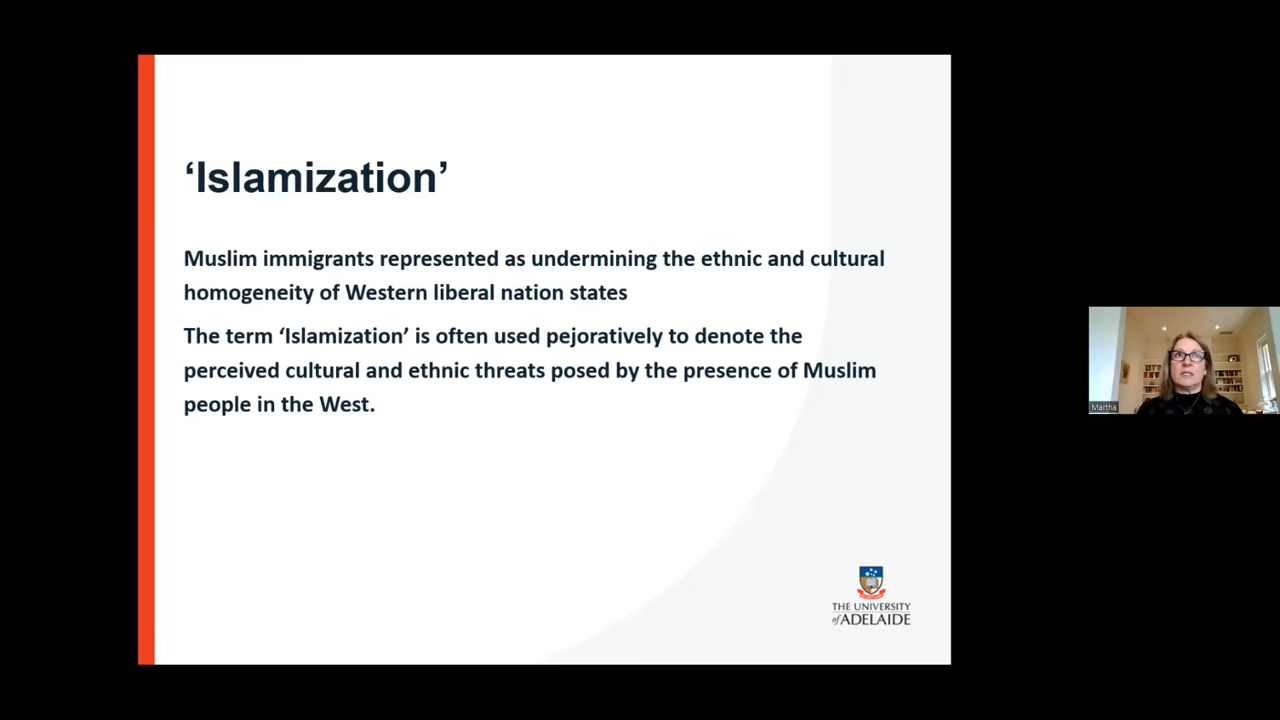 ‘Islamization’
Muslim immigrants represented as undermining the ethnic and cultural
homogeneity of Western liberal nation states
The term ‘Islamization’ is often used pejoratively to denote the
perceived cultural and ethnic threats posed by the presence of Muslim
people in the West.
Martha
THE UNIVERSITY
of ADELAIDE